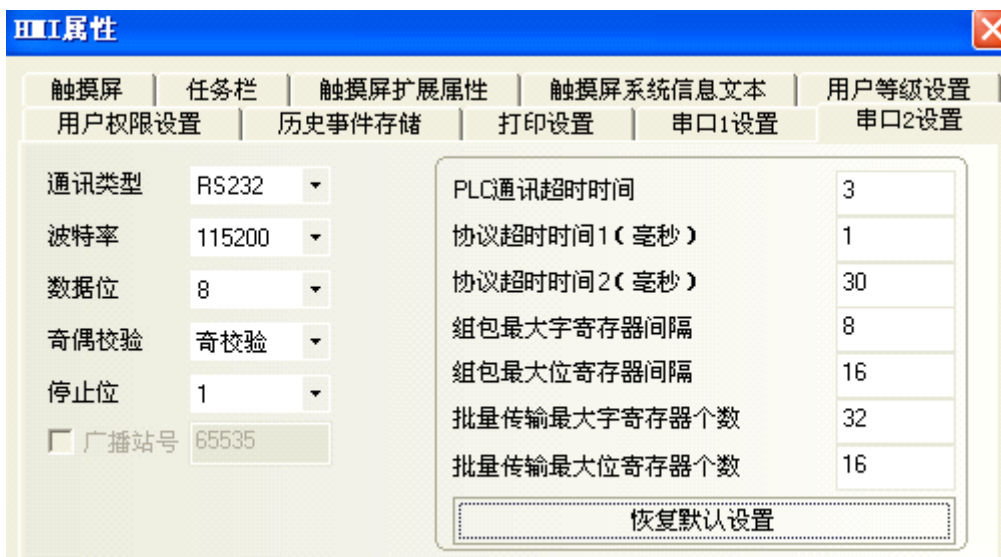 HMI属性
触摸屏 任务栏 触摸屏扩展属性 触摸屏系统信息文本 用户等级设置
用户权限设置 历史事件存储 打印设置 串口1设置 串口2设置
通讯类型 RS232
波特率 115200
数据位 8
奇偶校验 奇校验
停止位 1
广播站号 65535
PLC通讯超时时间 3
协议超时时间1(毫秒) 1
协议超时时间2(毫秒) 30
组包最大字寄存器间隔 8
组包最大位寄存器间隔 16
批量传输最大字寄存器个数 32
批量传输最大位寄存器个数 16
恢复默认设置